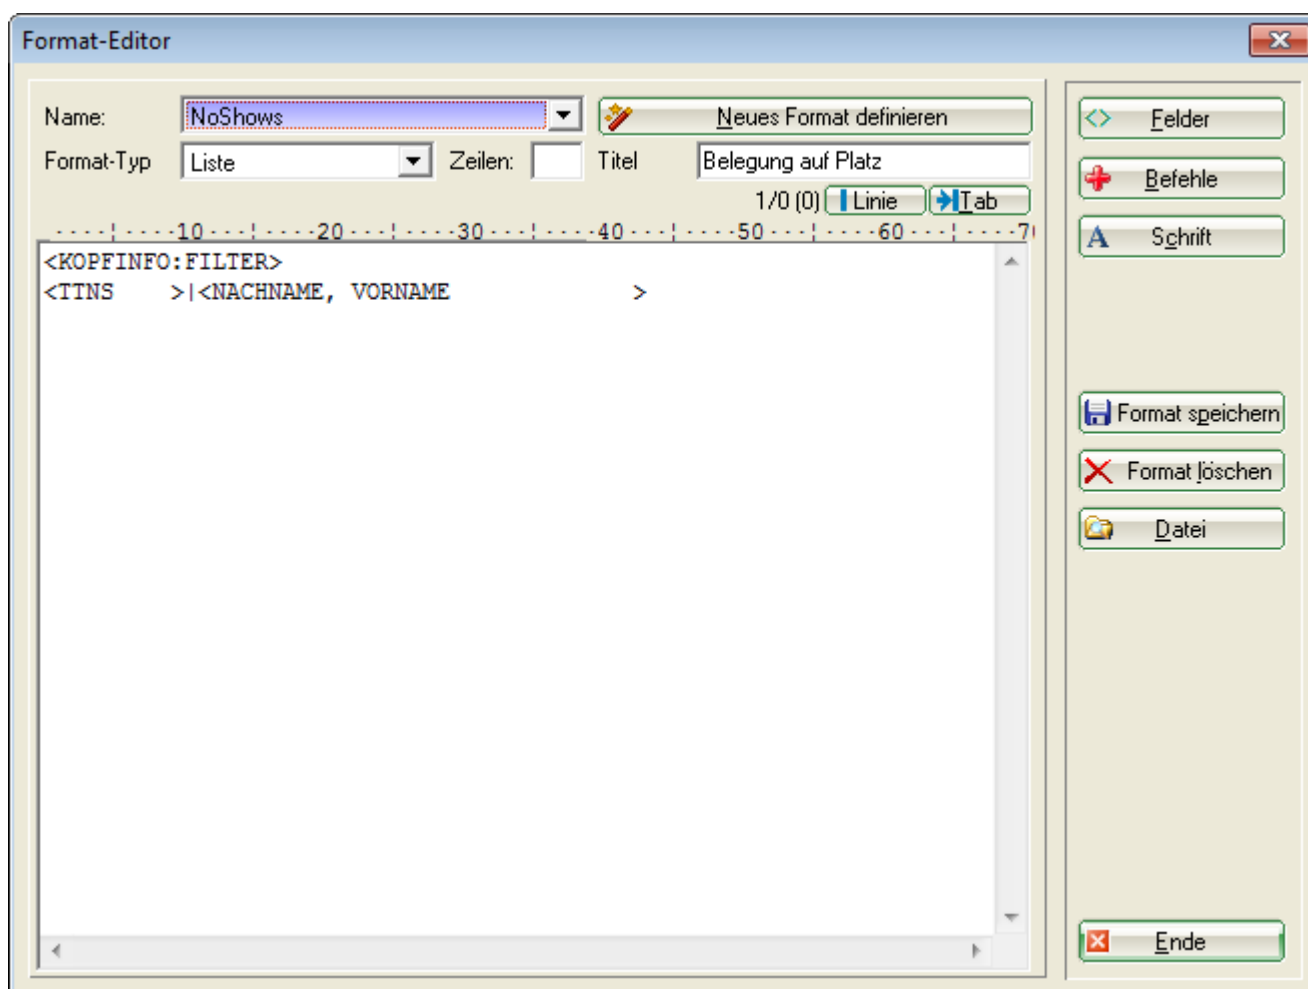 Format-Editor
Name: NoShows Neues Format definieren
Format-Typ Liste Zeilen: Titel Belegung auf Platz
1/0 (0) Linie Tab
····¦····10···¦····20···¦····30···¦····40···¦····50···¦····60···¦····70
<KOPFINFO:FILTER>
<TTNS    >|<NACHNAME, VORNAME             >
Felder
Befehle
Schrift
Format speichern
Format löschen
Datei
Ende